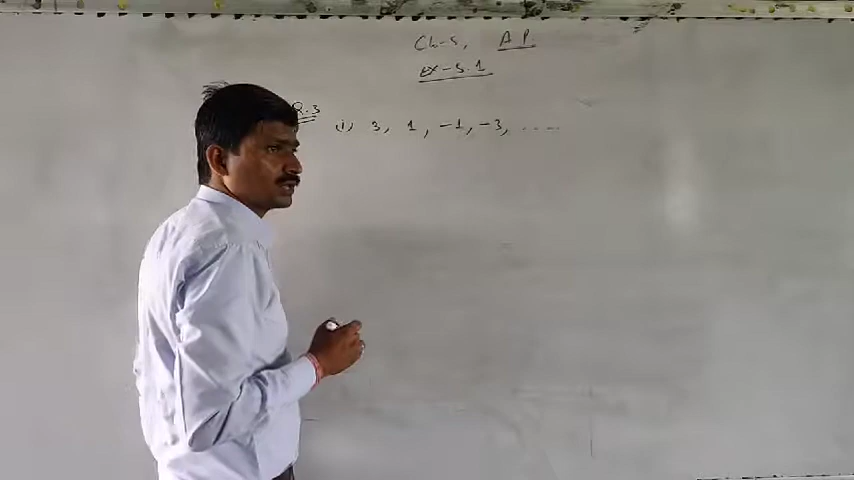 Ch-5, A.P.
Ex-5.1
Q.3 (i) 3, 1, -1, -3, .....